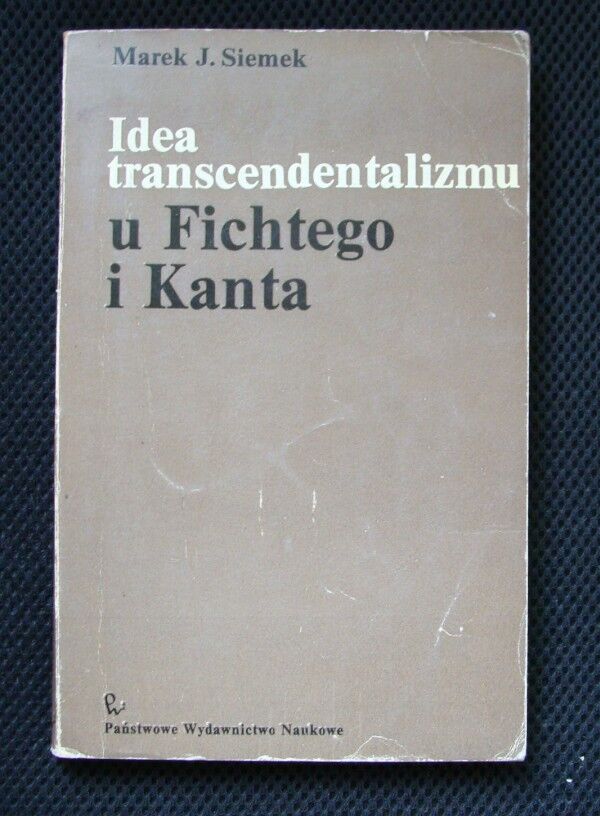 Marek J. Siemek
Idea
transcendentalizmu
u Fichtego
i Kanta
Państwowe Wydawnictwo Naukowe